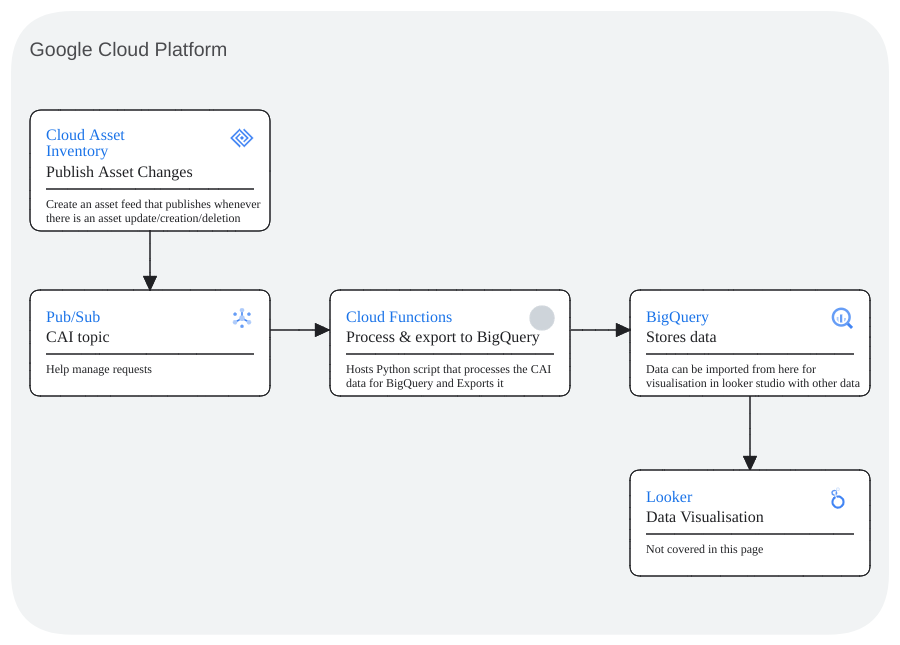 Google Cloud Platform
Cloud Asset
Inventory
Publish Asset Changes
Create an asset feed that publishes whenever
there is an asset update/creation/deletion
Pub/Sub
CAI topic
Help manage requests
Cloud Functions
Process & export to BigQuery
Hosts Python script that processes the CAI
data for BigQuery and Exports it
BigQuery
Stores data
Data can be imported from here for
visualisation in looker studio with other data
Looker
Data Visualisation
Not covered in this page